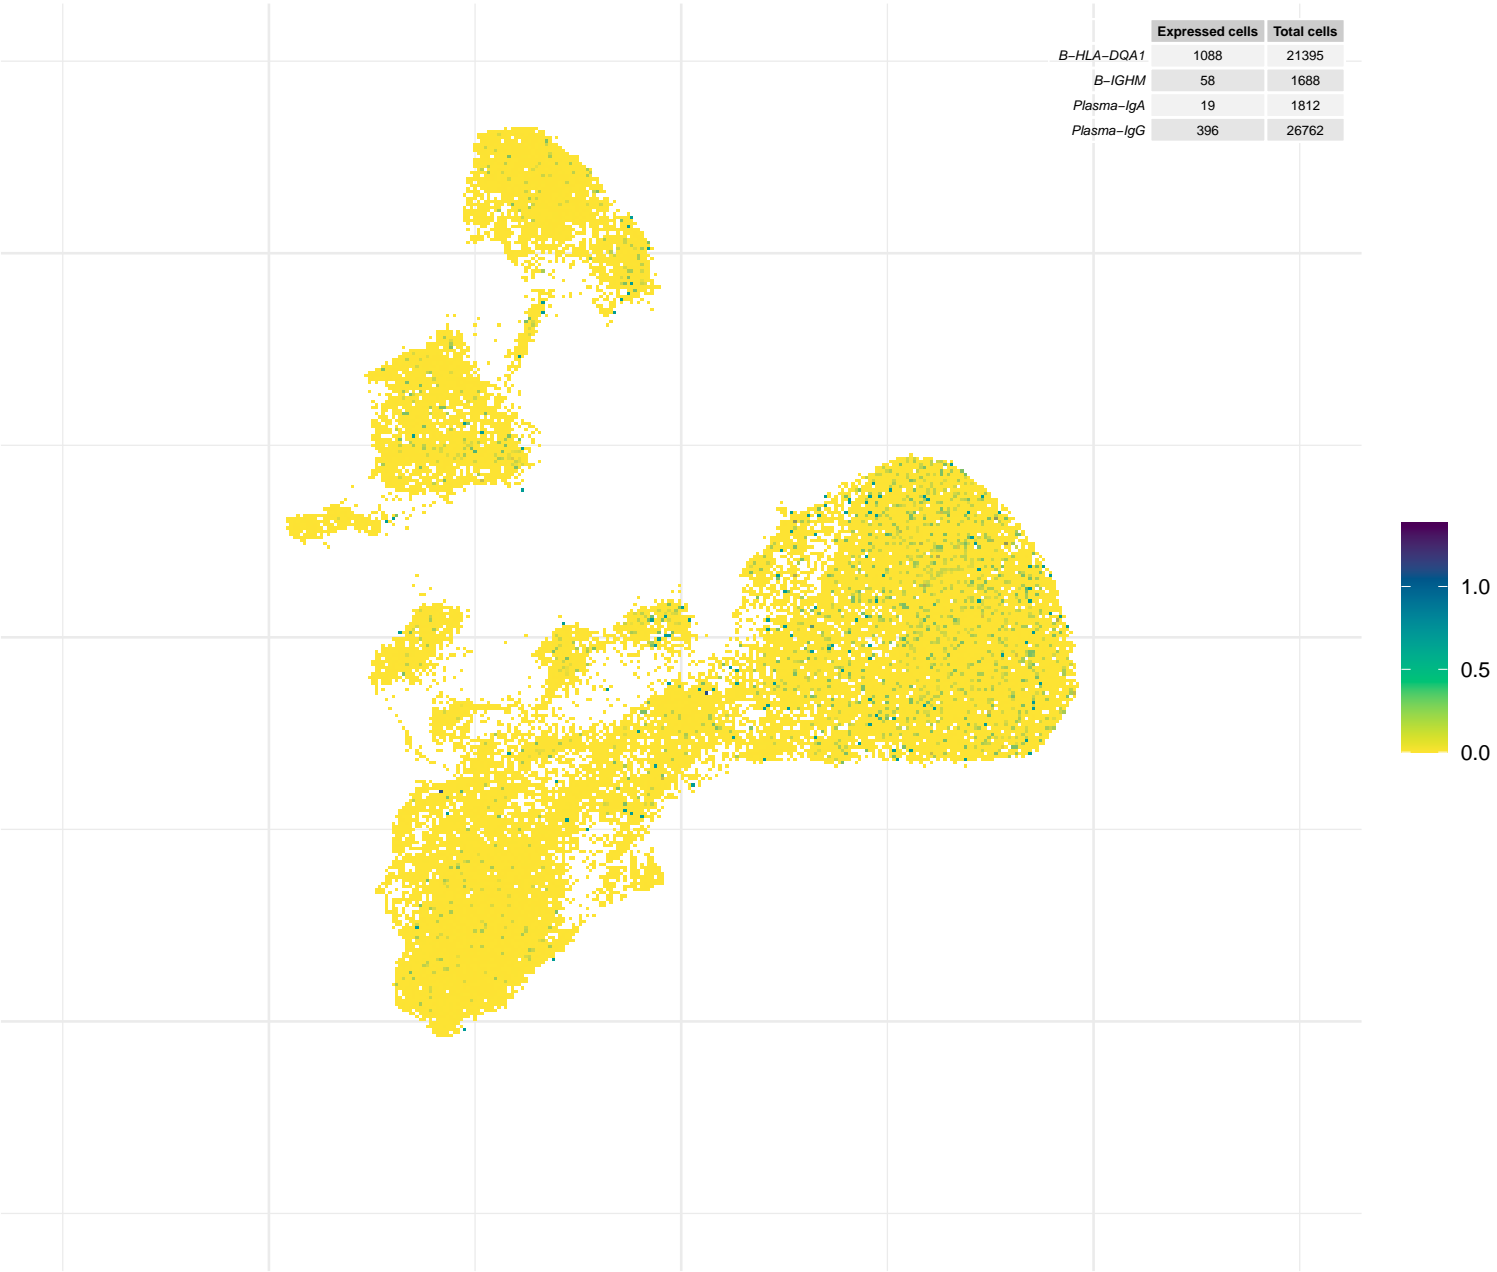 Expressed cells Total cells
B−HLA−DQA1 1088 21395
B−IGHM 58 1688
Plasma−IgA 19 1812
Plasma−IgG 396 26762
1.0
0.5
0.0